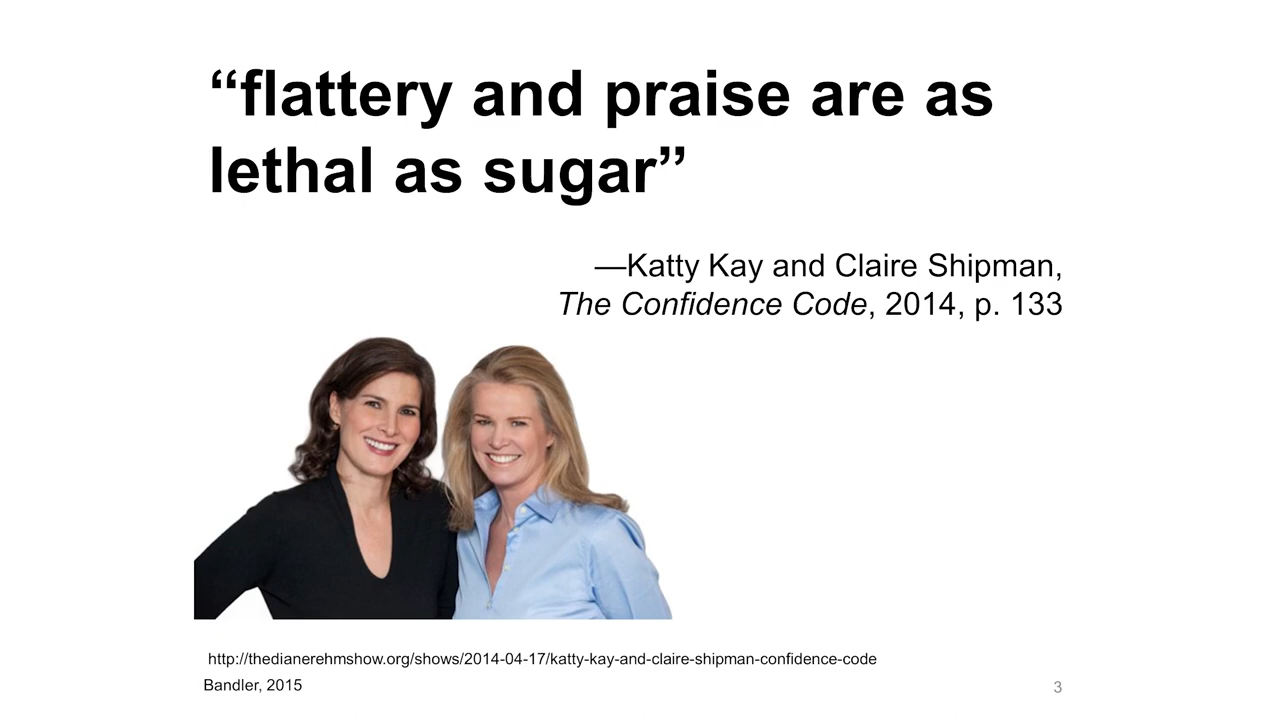 “flattery and praise are as
lethal as sugar”
—Katty Kay and Claire Shipman,
The Confidence Code, 2014, p. 133
http://thedianerehmshow.org/shows/2014-04-17/katty-kay-and-claire-shipman-confidence-code
Bandler, 2015
3